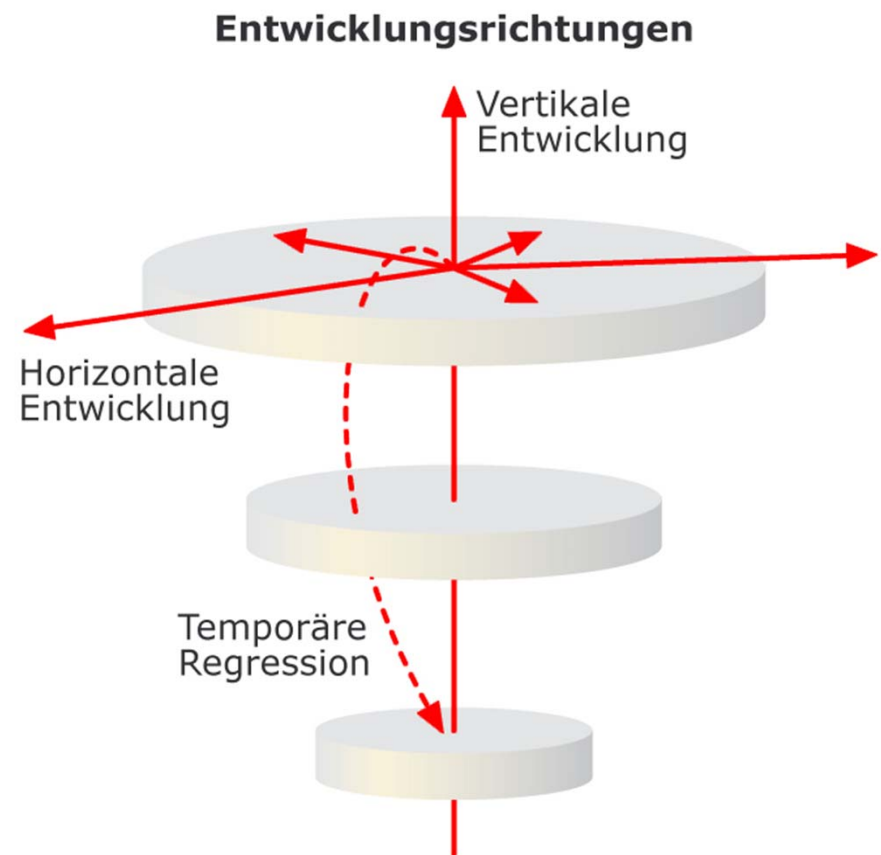 Entwicklungsrichtungen
Vertikale
Entwicklung
Horizontale
Entwicklung
Temporäre
Regression